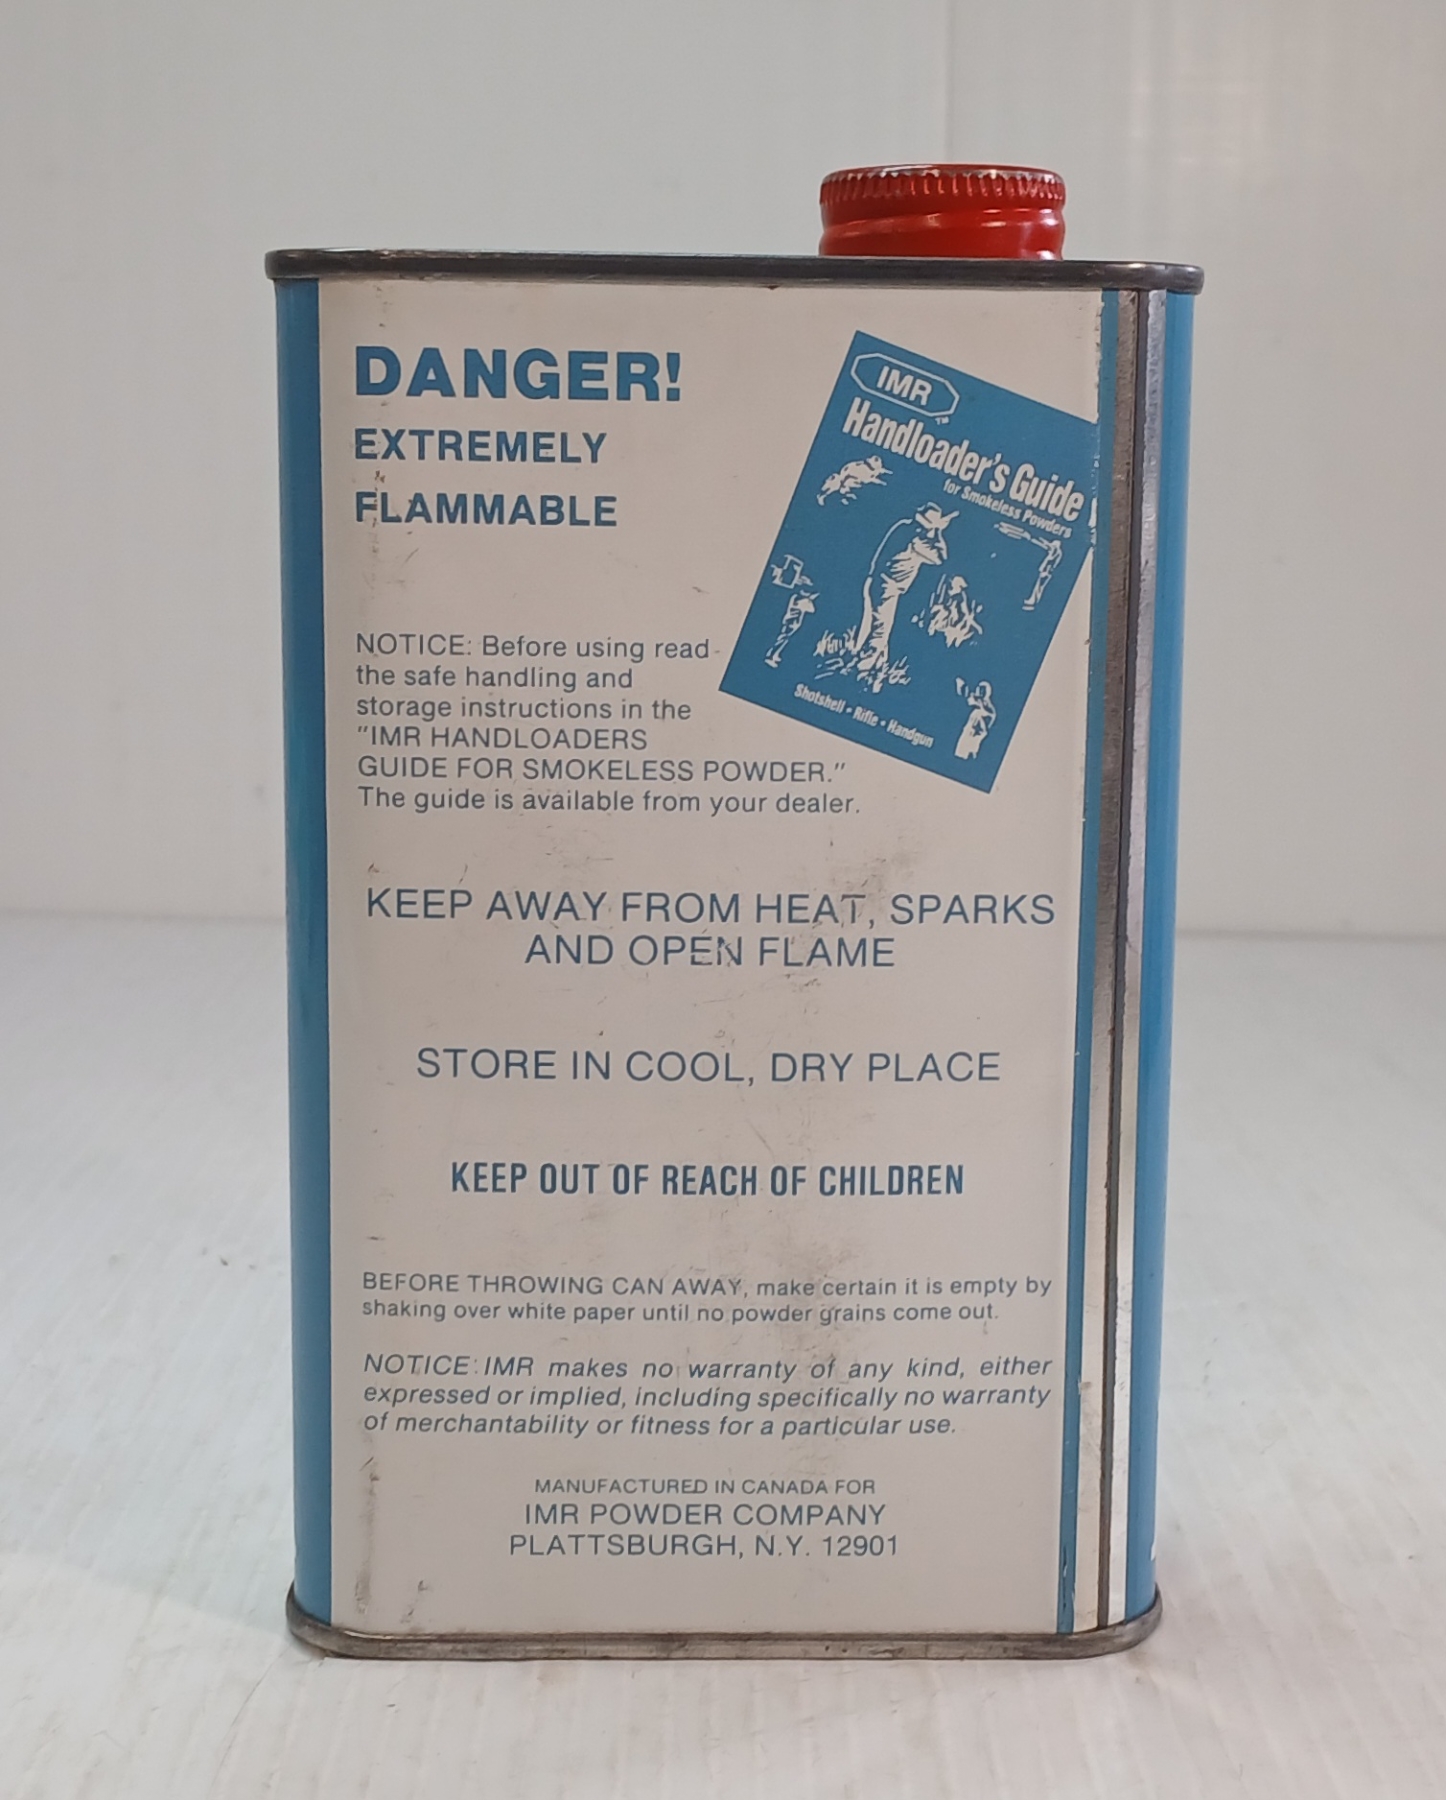 DANGER!
EXTREMELY
FLAMMABLE
IMR
TM
Handloader's Guide
for Smokeless Powders
Shotshell • Rifle • Handgun
NOTICE: Before using read
the safe handling and
storage instructions in the
"IMR HANDLOADERS
GUIDE FOR SMOKELESS POWDER."
The guide is available from your dealer.
KEEP AWAY FROM HEAT, SPARKS
AND OPEN FLAME
STORE IN COOL, DRY PLACE
KEEP OUT OF REACH OF CHILDREN
BEFORE THROWING CAN AWAY, make certain it is empty by
shaking over white paper until no powder grains come out.
NOTICE: IMR makes no warranty of any kind, either
expressed or implied, including specifically no warranty
of merchantability or fitness for a particular use.
MANUFACTURED IN CANADA FOR
IMR POWDER COMPANY
PLATTSBURGH, N.Y. 12901